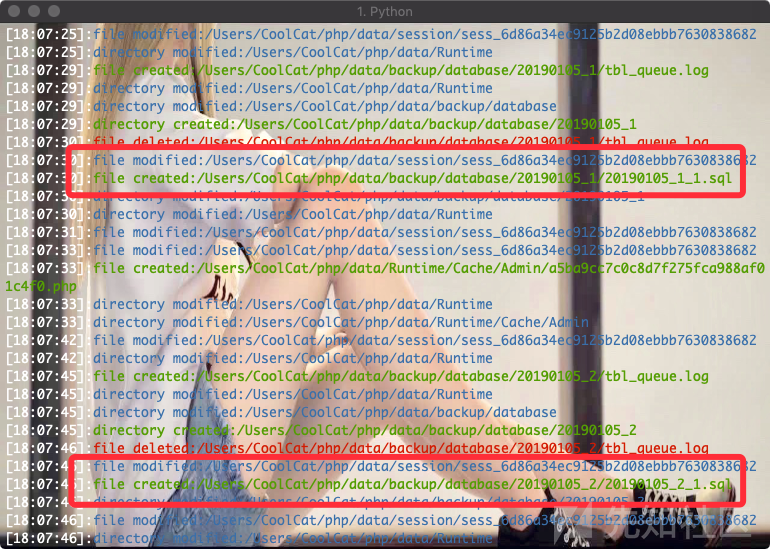 1. Python
[18:07:25]:file modified:/Users/CoolCat/php/data/session/sess_6d86a34ec9125b2d08ebbb7630838682
[18:07:25]:directory modified:/Users/CoolCat/php/data/Runtime
[18:07:29]:file created:/Users/CoolCat/php/data/backup/database/20190105_1/tbl_queue.log
[18:07:29]:directory modified:/Users/CoolCat/php/data/Runtime
[18:07:29]:directory modified:/Users/CoolCat/php/data/backup/database
[18:07:29]:directory created:/Users/CoolCat/php/data/backup/database/20190105_1
[18:07:30]:file deleted:/Users/CoolCat/php/data/backup/database/20190105_1/tbl_queue.log
[18:07:30]:file modified:/Users/CoolCat/php/data/session/sess_6d86a34ec9125b2d08ebbb7630838682
[18:07:30]:file created:/Users/CoolCat/php/data/backup/database/20190105_1/20190105_1_1.sql
[18:07:30]:directory modified:/Users/CoolCat/php/data/backup/database/20190105_1
[18:07:30]:directory modified:/Users/CoolCat/php/data/Runtime
[18:07:31]:file modified:/Users/CoolCat/php/data/session/sess_6d86a34ec9125b2d08ebbb7630838682
[18:07:33]:file modified:/Users/CoolCat/php/data/session/sess_6d86a34ec9125b2d08ebbb7630838682
[18:07:33]:file created:/Users/CoolCat/php/data/Runtime/Cache/Admin/a5ba9cc7c0c8d7f275fca988af0
1c4f0.php
[18:07:33]:directory modified:/Users/CoolCat/php/data/Runtime
[18:07:33]:directory modified:/Users/CoolCat/php/data/Runtime/Cache/Admin
[18:07:42]:file modified:/Users/CoolCat/php/data/session/sess_6d86a34ec9125b2d08ebbb7630838682
[18:07:42]:directory modified:/Users/CoolCat/php/data/Runtime
[18:07:45]:file created:/Users/CoolCat/php/data/backup/database/20190105_2/tbl_queue.log
[18:07:45]:directory modified:/Users/CoolCat/php/data/Runtime
[18:07:45]:directory modified:/Users/CoolCat/php/data/backup/database
[18:07:45]:directory created:/Users/CoolCat/php/data/backup/database/20190105_2
[18:07:46]:file deleted:/Users/CoolCat/php/data/backup/database/20190105_2/tbl_queue.log
[18:07:46]:file modified:/Users/CoolCat/php/data/session/sess_6d86a34ec9125b2d08ebbb7630838682
[18:07:46]:file created:/Users/CoolCat/php/data/backup/database/20190105_2/20190105_2_1.sql
[18:07:46]:directory modified:/Users/CoolCat/php/data/backup/database/20190105_2
[18:07:46]:file modified:/Users/CoolCat/php/data/session/sess_6d86a34ec9125b2d08ebbb7630838682
[18:07:46]:directory modified:/Users/CoolCat/php/data/Runtime
先知社区